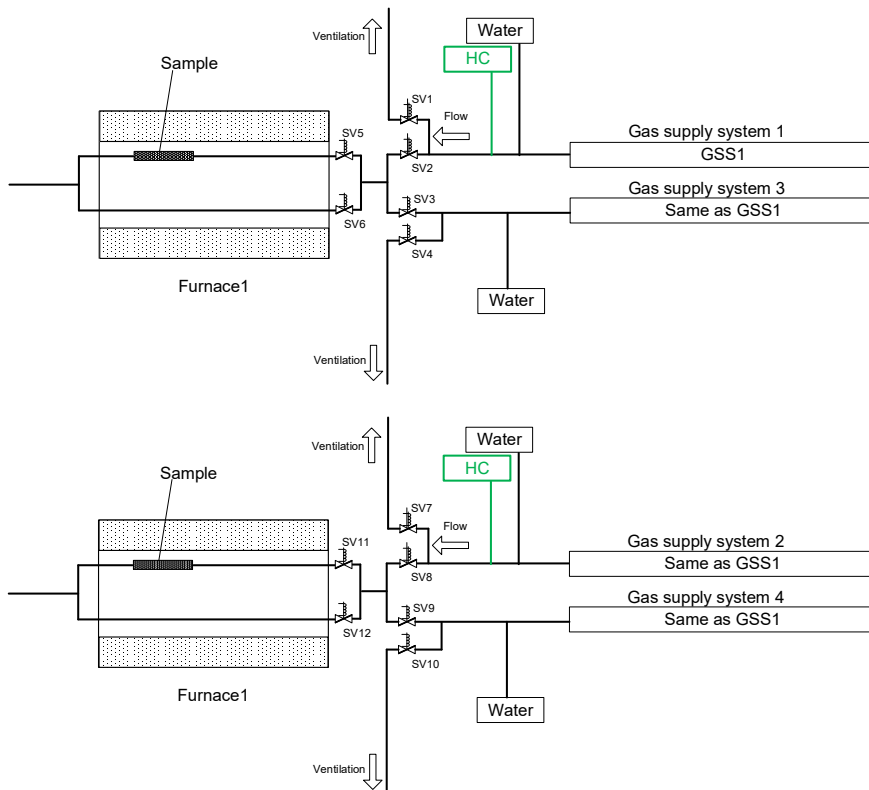 Ventilation
Water
HC
Sample
SV1
Flow
Gas supply system 1
SV5
SV2
GSS1
Gas supply system 3
SV3
Same as GSS1
SV6
SV4
Furnace1
Water
Ventilation
Ventilation
Water
HC
Sample
SV7
Flow
Gas supply system 2
SV11
SV8
Same as GSS1
Gas supply system 4
SV9
Same as GSS1
SV12
SV10
Furnace1
Water
Ventilation